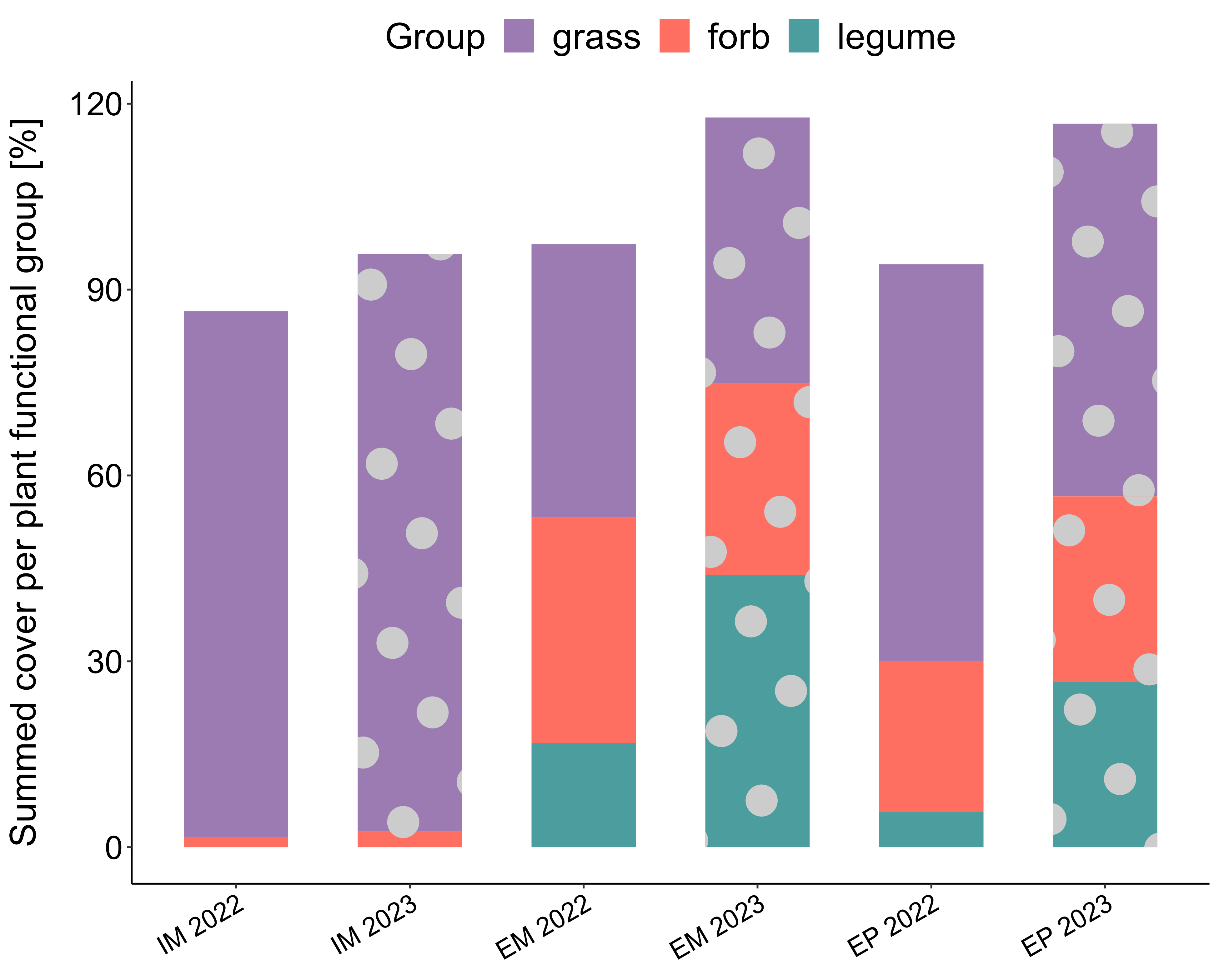 Group grass forb legume
Summed cover per plant functional group [%]
120
90
60
30
0
IM 2022
IM 2023
EM 2022
EM 2023
EP 2022
EP 2023